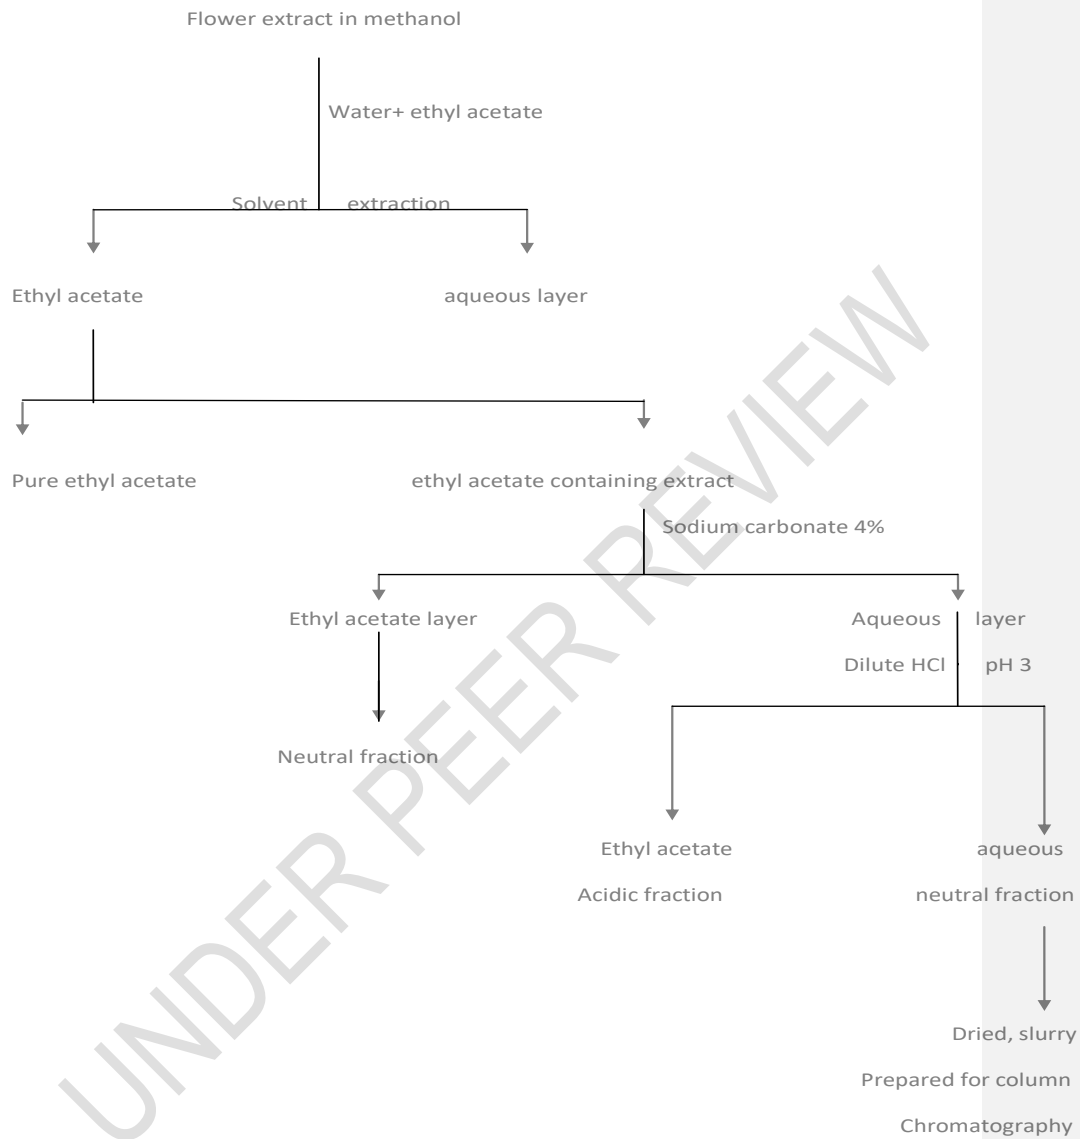 Flower extract in methanol
Water+ ethyl acetate
Solvent extraction
Ethyl acetate aqueous layer
Pure ethyl acetate ethyl acetate containing extract
Sodium carbonate 4%
Ethyl acetate layer Aqueous layer
Dilute HCl pH 3
Neutral fraction
Ethyl acetate aqueous
Acidic fraction neutral fraction
Dried, slurry
Prepared for column
Chromatography
UNDER PEER REVIEW